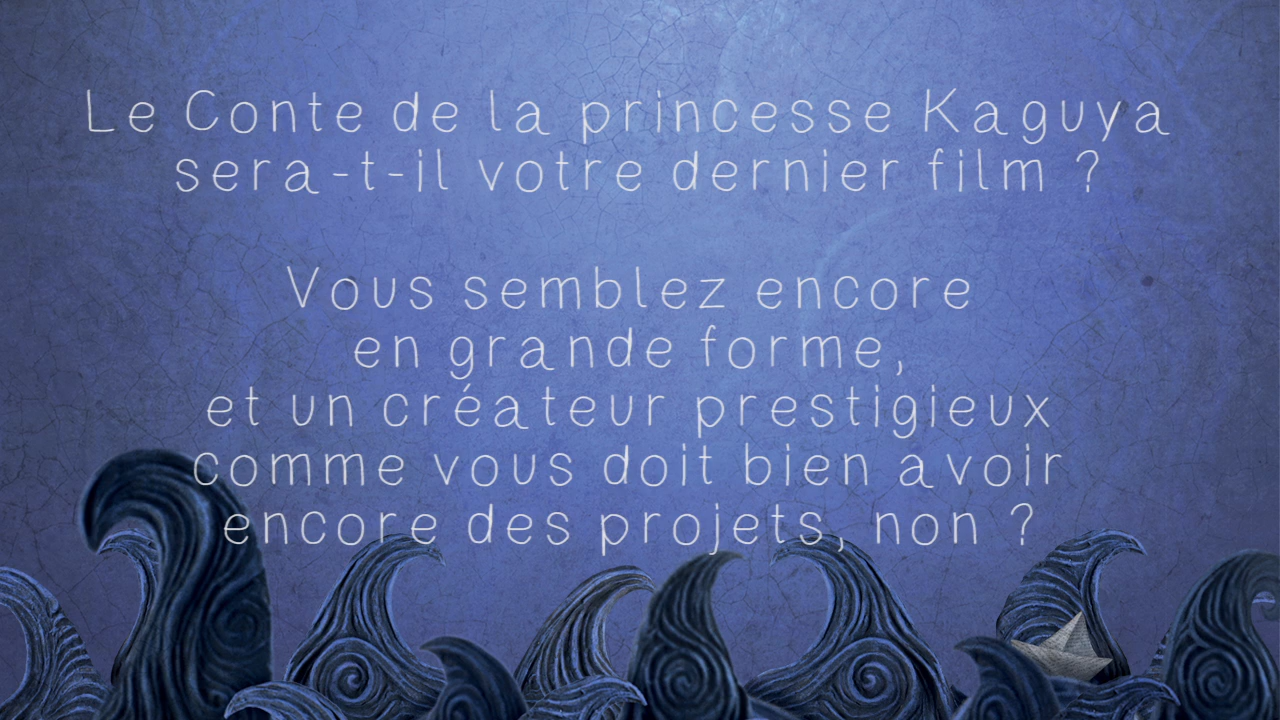 Le Conte de la princesse Kaguya
sera-t-il votre dernier film ?
Vous semblez encore
en grande forme,
et un créateur prestigieux
comme vous doit bien avoir
encore des projets, non ?